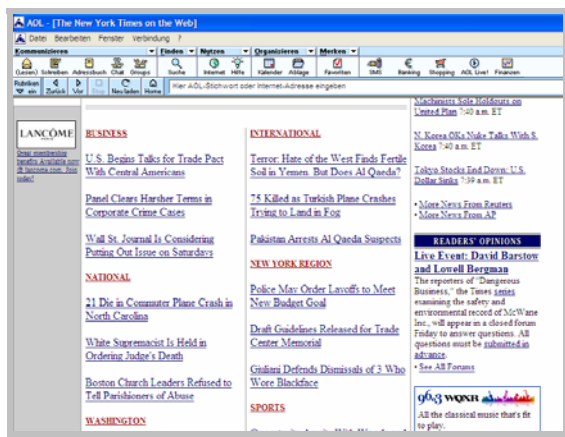 AOL - [The New York Times on the Web]
Datei Bearbeiten Fenster Verbindung ?
Kommunizieren Finden Nutzen Organisieren Merken
(Lesen) Schreiben Adressbuch Chat Groups Suche Internet Hilfe Kalender Ablage Favoriten SMS Banking Shopping AOL Live! Finanzen
Rubriken
ein Zurück Vor Stop Neu laden Home
Hier AOL-Stichwort oder Internet-Adresse eingeben
LANCÔME
Great membership
benefits. Available now
@ lancome.com. Join
today!
BUSINESS
U.S. Begins Talks for Trade Pact
With Central Americans
Panel Clears Harsher Terms in
Corporate Crime Cases
Wall St. Journal Is Considering
Putting Out Issue on Saturdays
NATIONAL
21 Die in Commuter Plane Crash in
North Carolina
White Supremacist Is Held in
Ordering Judge's Death
Boston Church Leaders Refused to
Tell Parishioners of Abuse
WASHINGTON
INTERNATIONAL
Terror: Hate of the West Finds Fertile
Soil in Yemen. But Does Al Qaeda?
75 Killed as Turkish Plane Crashes
Trying to Land in Fog
Pakistan Arrests Al Qaeda Suspects
NEW YORK REGION
Police May Order Layoffs to Meet
New Budget Goal
Draft Guidelines Released for Trade
Center Memorial
Giuliani Defends Dismissals of 3 Who
Wore Blackface
SPORTS
Machinists Sole Holdouts on
United Plan 7:40 a.m. ET
N. Korea OKs Nuke Talks With S.
Korea 7:40 a.m. ET
Tokyo Stocks End Down; U.S.
Dollar Sinks 7:39 a.m. ET
• More News From Reuters
• More News From AP
READERS' OPINIONS
Live Event: David Barstow
and Lowell Bergman
The reporters of "Dangerous
Business," the Times series
examining the safety and
environmental record of McWane
Inc., will appear in a closed forum
Friday to answer questions. All
questions must be submitted in
advance.
• See All Forums
96.3 WQXR
All the classical music that's fit
to play.